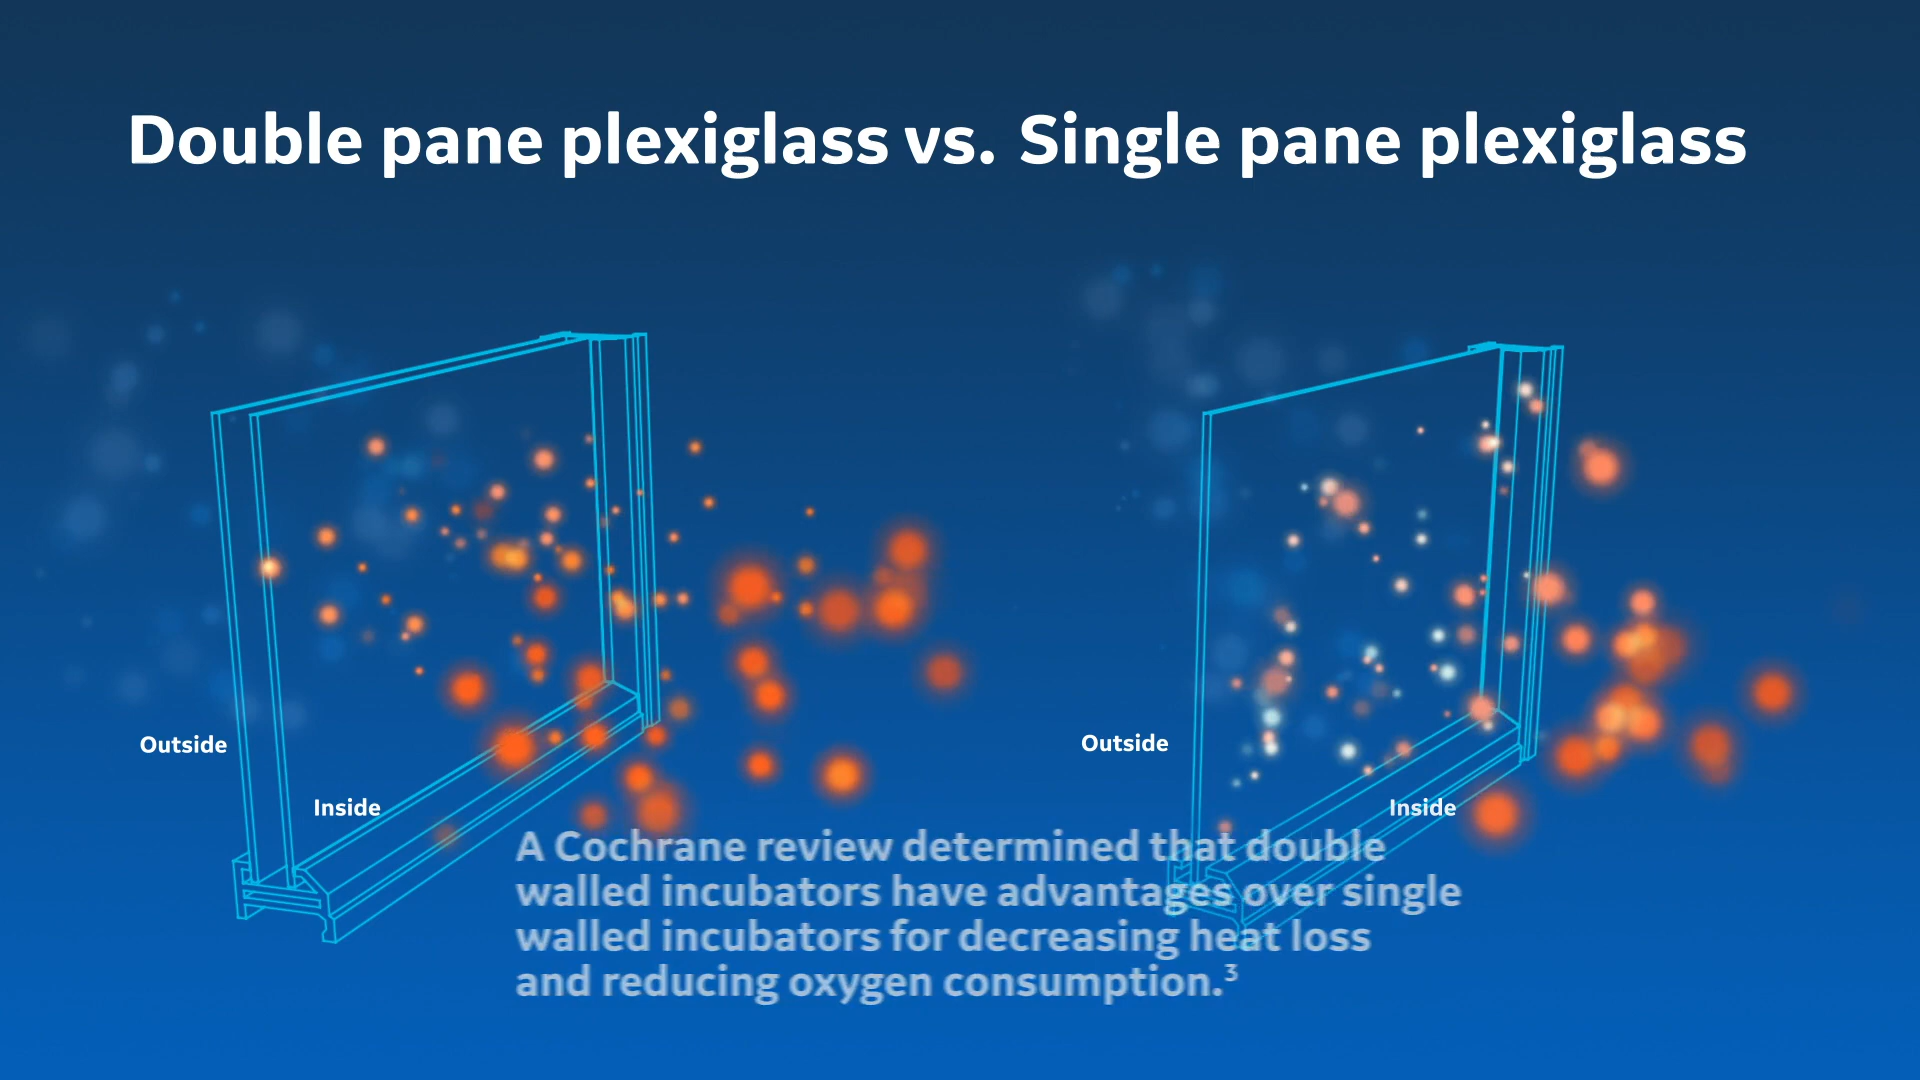 Double pane plexiglass vs. Single pane plexiglass
Outside
Inside
Outside
Inside
A Cochrane review determined that double
walled incubators have advantages over single
walled incubators for decreasing heat loss
and reducing oxygen consumption.³